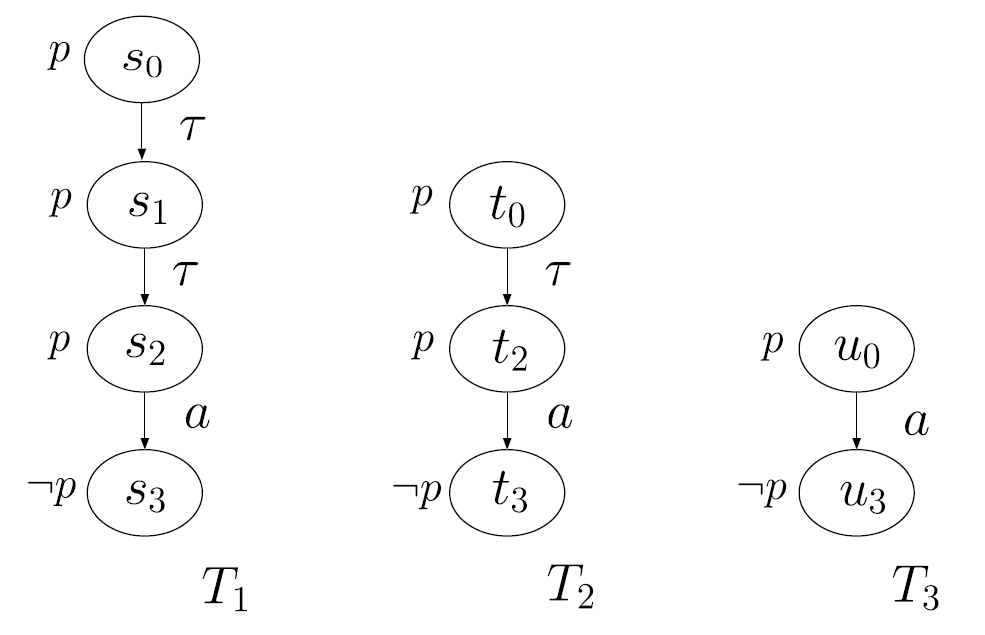 p s₀
τ
p s₁ p t₀
τ τ
p s₂ p t₂ p u₀
a a a
¬p s₃ ¬p t₃ ¬p u₃
T₁ T₂ T₃